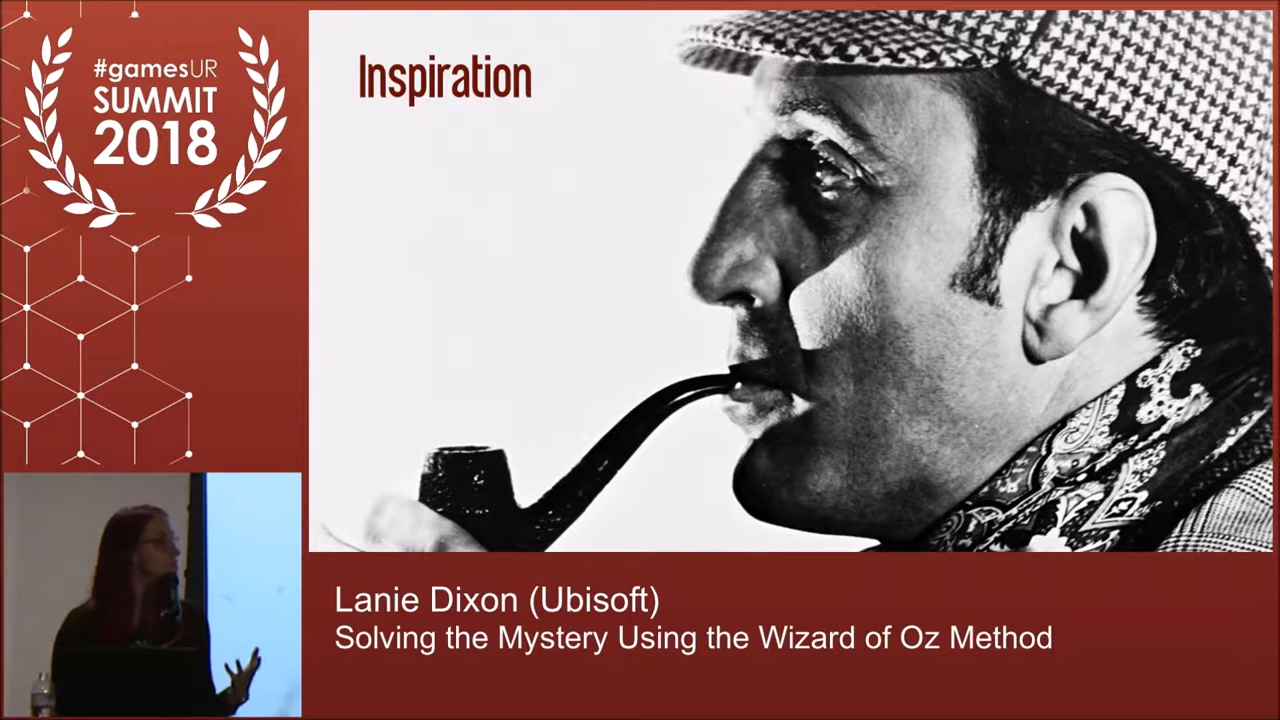 #gamesUR
SUMMIT
2018
Inspiration
Lanie Dixon (Ubisoft)
Solving the Mystery Using the Wizard of Oz Method